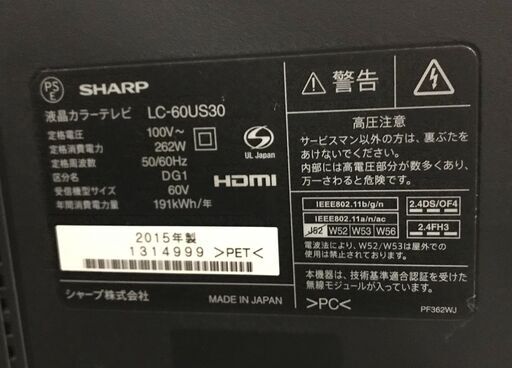 PS E SHARP
液晶カラーテレビ LC-60US30
定格電圧 100V~
定格消費電力 262W
定格周波数 50/60Hz
区分名 DG1
受信機型サイズ 60V
年間消費電力量 191kWh/年
UL Japan
HDMI
2015年製
1314999 >PET<
シャープ株式会社 MADE IN JAPAN
警告
高圧注意
サービスマン以外の方は、裏ぶたを
あけないでください。
内部には高電圧部分が数多くあり、
万一さわると危険です。
IEEE802.11b/g/n 2.4DS/OF4
IEEE802.11a/n/ac
J52 W52 W53 W56 2.4FH3
電波法により、W52/W53は屋外での
使用は禁じられています。
本機器は、技術基準適合認証を受けた
無線モジュールが入っています。
>PC< PF362WJ